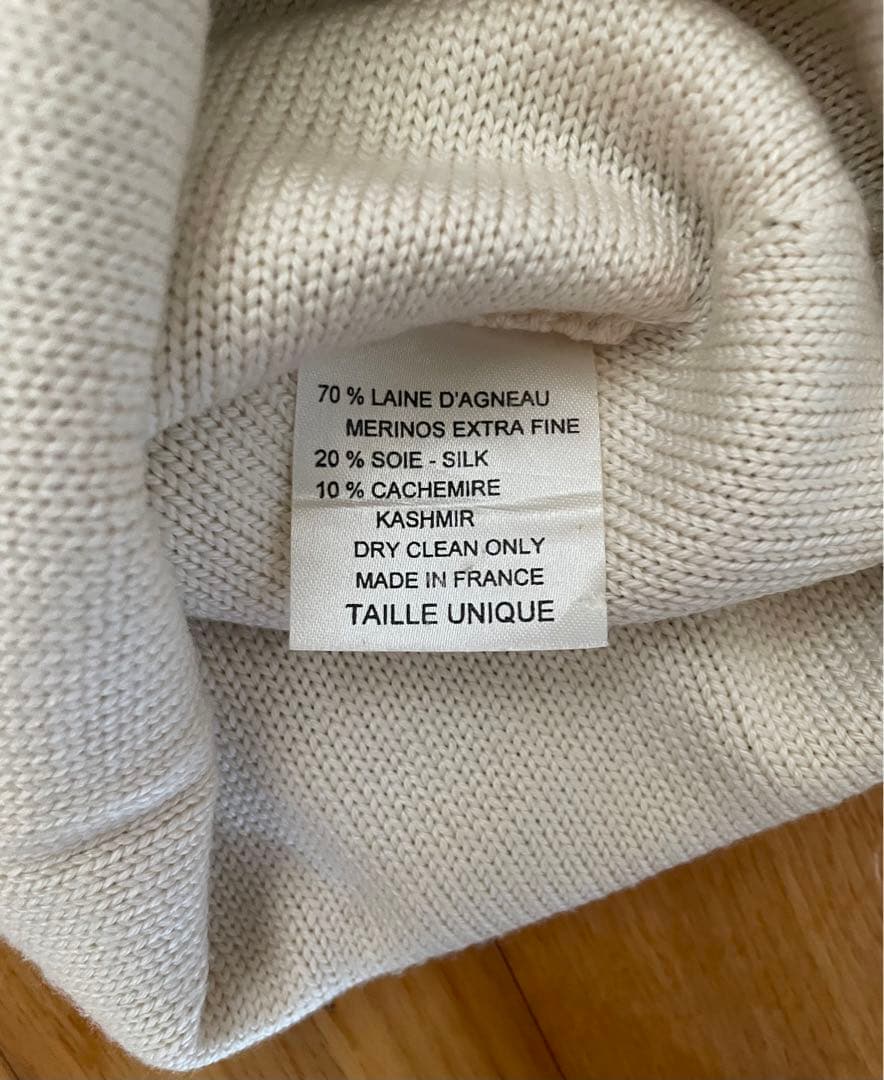 70 % LAINE D'AGNEAU
MERINOS EXTRA FINE
20 % SOIE - SILK
10 % CACHEMIRE
KASHMIR
DRY CLEAN ONLY
MADE IN FRANCE
TAILLE UNIQUE